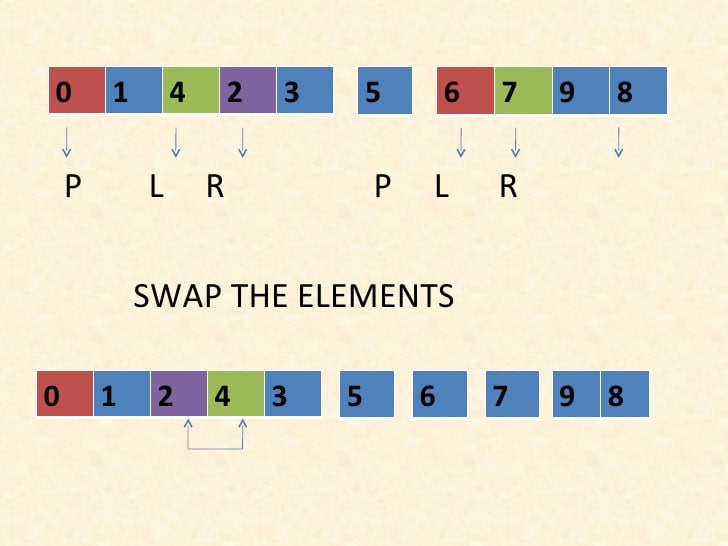 0 1 4 2 3 5 6 7 9 8
P L R P L R
SWAP THE ELEMENTS
0 1 2 4 3 5 6 7 9 8